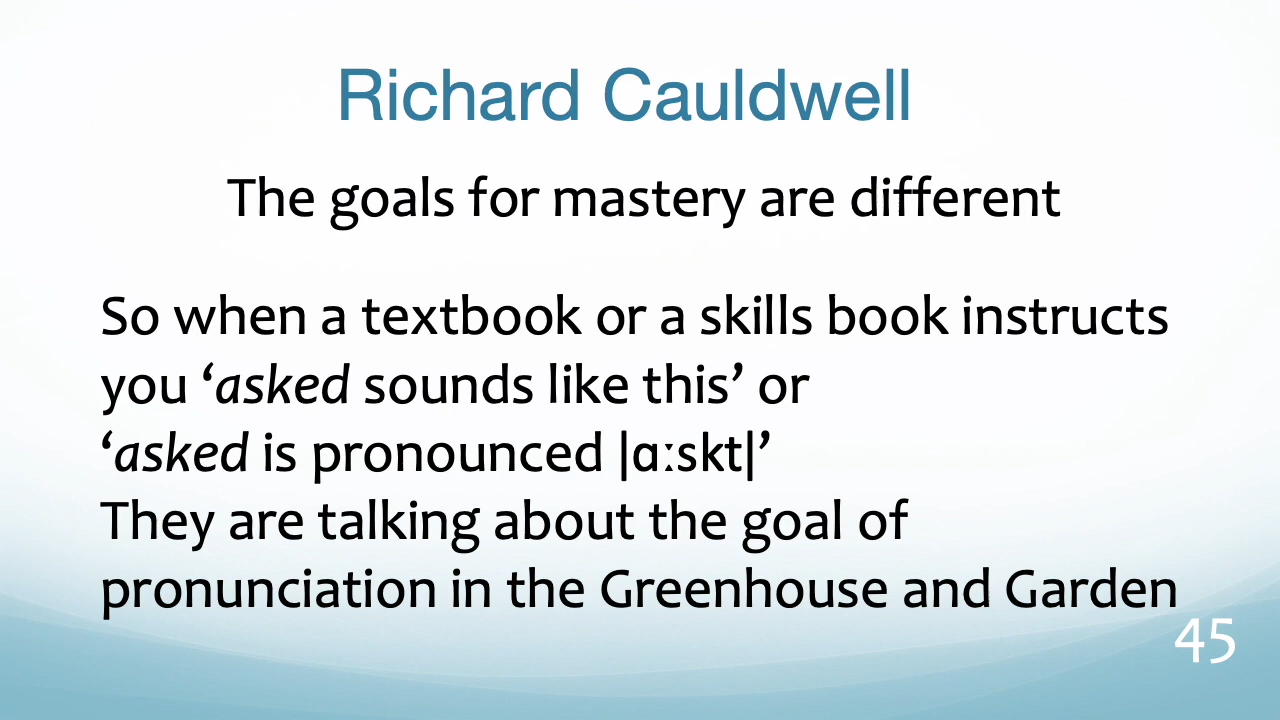 Richard Cauldwell
The goals for mastery are different
So when a textbook or a skills book instructs
you ‘asked sounds like this’ or
‘asked is pronounced |ɑːskt|’
They are talking about the goal of
pronunciation in the Greenhouse and Garden
45